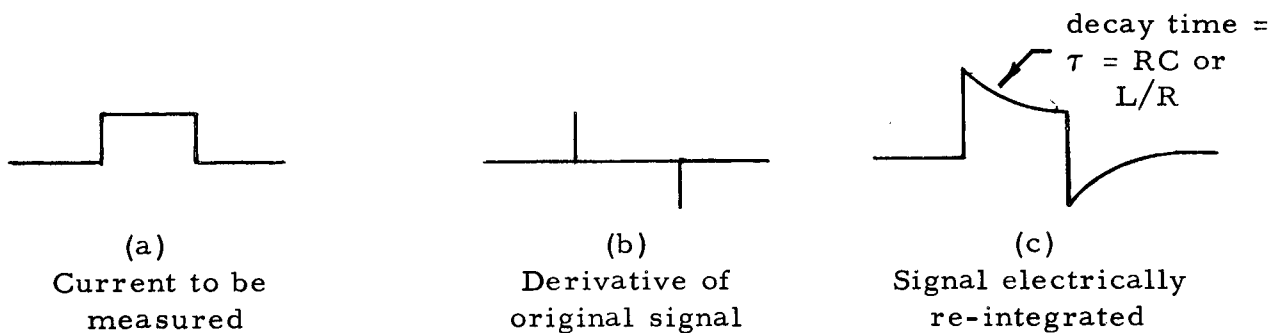 decay time =
τ = RC or
L/R
(a)
Current to be
measured
(b)
Derivative of
original signal
(c)
Signal electrically
re-integrated